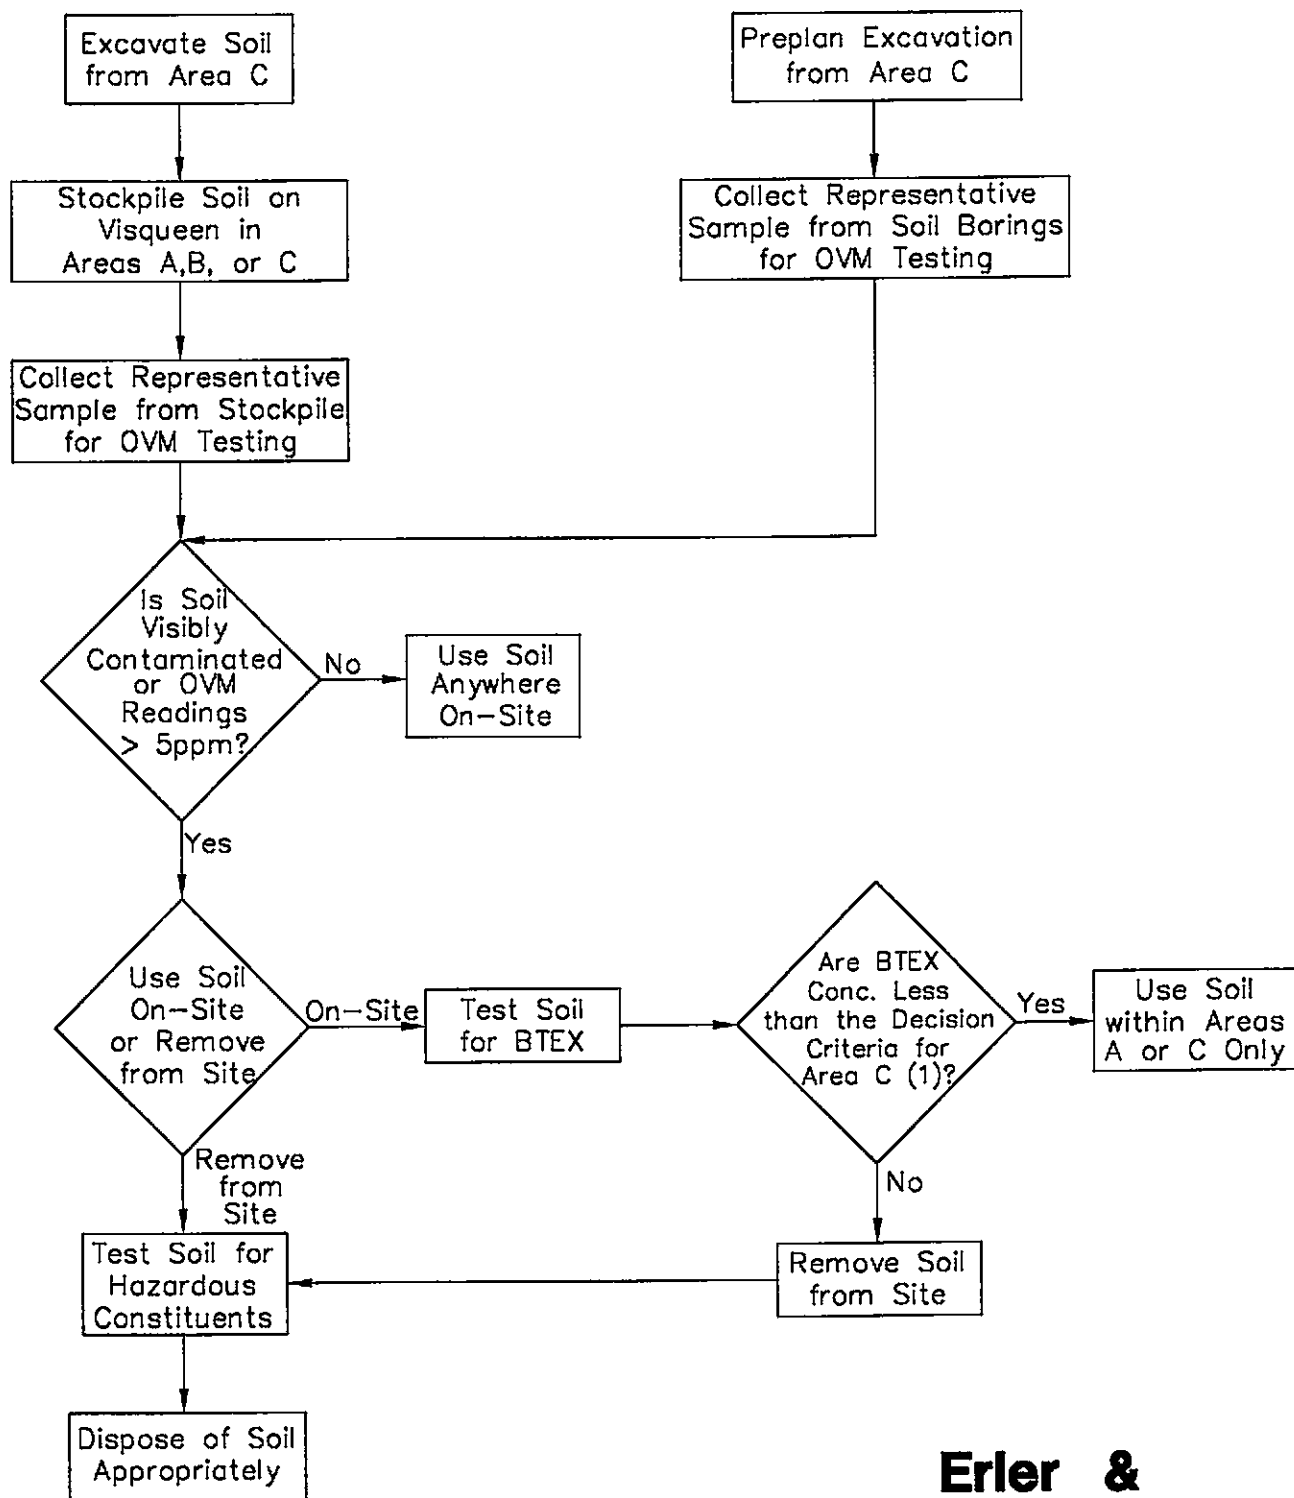 Excavate Soil
from Area C
Preplan Excavation
from Area C
Stockpile Soil on
Visqueen in
Areas A,B, or C
Collect Representative
Sample from Soil Borings
for OVM Testing
Collect Representative
Sample from Stockpile
for OVM Testing
Is Soil
Visibly
Contaminated
or OVM
Readings
> 5ppm?
No
Use Soil
Anywhere
On-Site
Yes
Use Soil
On-Site
or Remove
from Site
On-Site
Test Soil
for BTEX
Are BTEX
Conc. Less
than the Decision
Criteria for
Area C (1)?
Yes
Use Soil
within Areas
A or C Only
Remove
from
Site
No
Test Soil for
Hazardous
Constituents
Remove Soil
from Site
Dispose of Soil
Appropriately
Erler &